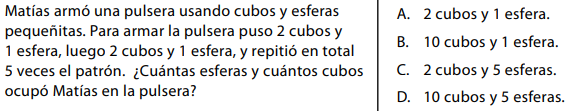 Matías armó una pulsera usando cubos y esferas
pequeñitas. Para armar la pulsera puso 2 cubos y
1 esfera, luego 2 cubos y 1 esfera, y repitió en total
5 veces el patrón. ¿Cuántas esferas y cuántos cubos
ocupó Matías en la pulsera?
A. 2 cubos y 1 esfera.
B. 10 cubos y 1 esfera.
C. 2 cubos y 5 esferas.
D. 10 cubos y 5 esferas.